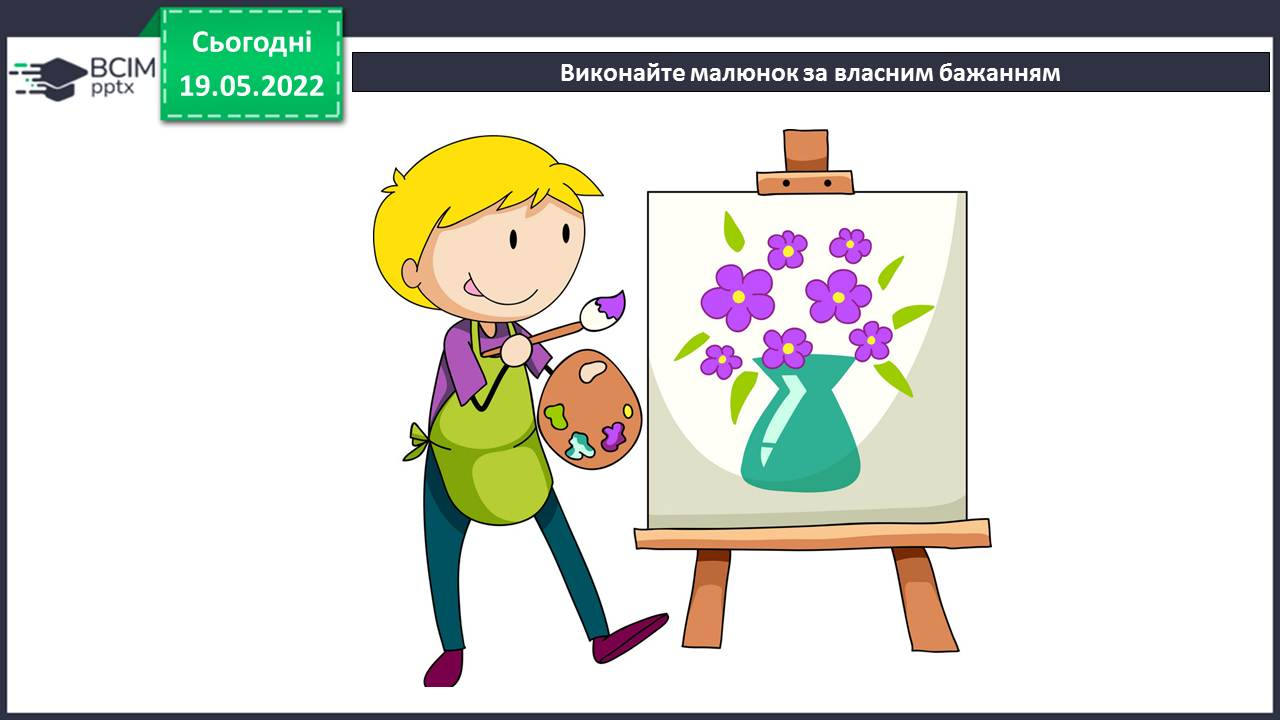 Сьогодні
19.05.2022
ВСІМ
pptx
Виконайте малюнок за власним бажанням